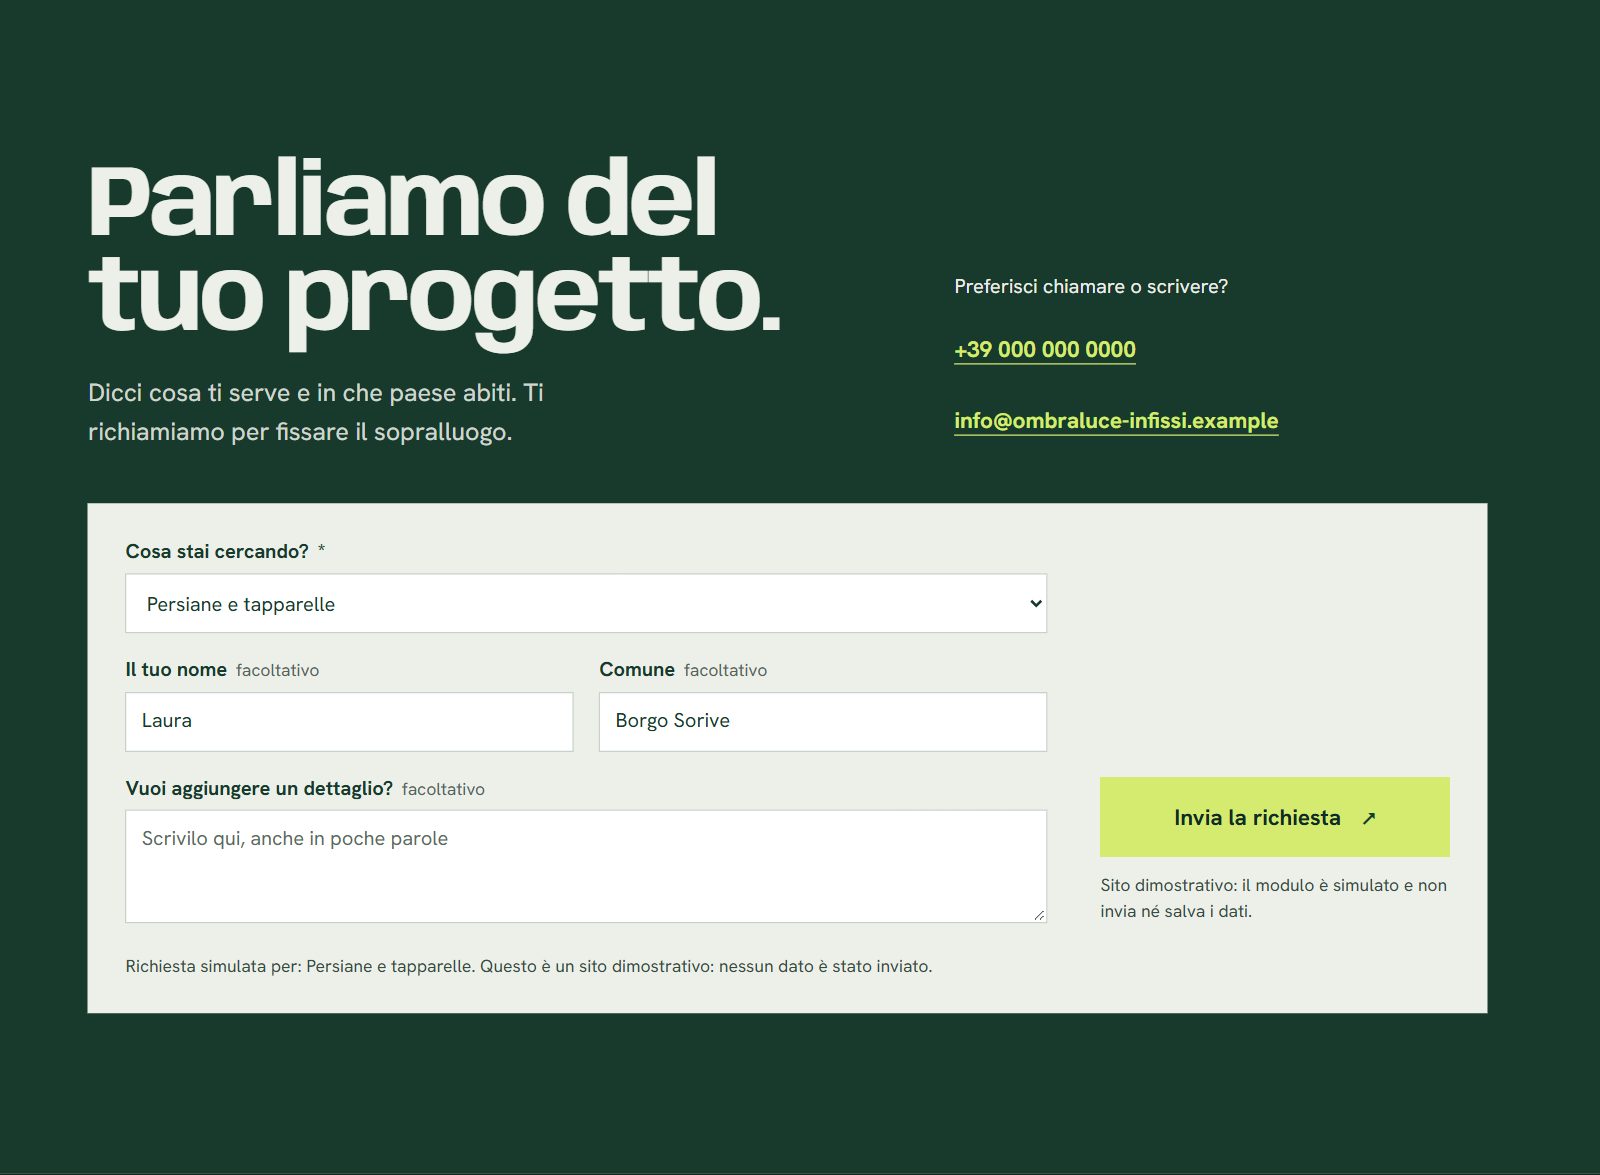 Parliamo del
tuo progetto.
Dicci cosa ti serve e in che paese abiti. Ti
richiamiamo per fissare il sopralluogo.
Preferisci chiamare o scrivere?
+39 000 000 0000
info@ombraluce-infissi.example
Cosa stai cercando? *
Persiane e tapparelle
Il tuo nome facoltativo
Laura
Comune facoltativo
Borgo Sorive
Vuoi aggiungere un dettaglio? facoltativo
Scrivilo qui, anche in poche parole
Invia la richiesta ↗
Sito dimostrativo: il modulo è simulato e non
invia né salva i dati.
Richiesta simulata per: Persiane e tapparelle. Questo è un sito dimostrativo: nessun dato è stato inviato.